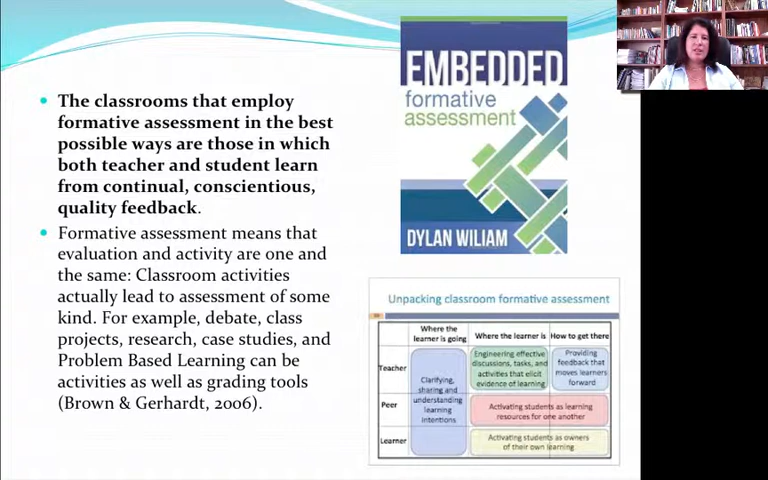 The classrooms that employ
formative assessment in the best
possible ways are those in which
both teacher and student learn
from continual, conscientious,
quality feedback.
Formative assessment means that
evaluation and activity are one and
the same: Classroom activities
actually lead to assessment of some
kind. For example, debate, class
projects, research, case studies, and
Problem Based Learning can be
activities as well as grading tools
(Brown & Gerhardt, 2006).
EMBEDDED
formative
assessment
DYLAN WILIAM
Unpacking classroom formative assessment
Where the
learner is going
Where the learner is
How to get there
Teacher
Clarifying,
sharing and
understanding
learning
intentions
Engineering effective
discussions, tasks, and
activities that elicit
evidence of learning
Providing
feedback that
moves learners
forward
Peer
Activating students as learning
resources for one another
Learner
Activating students as owners
of their own learning